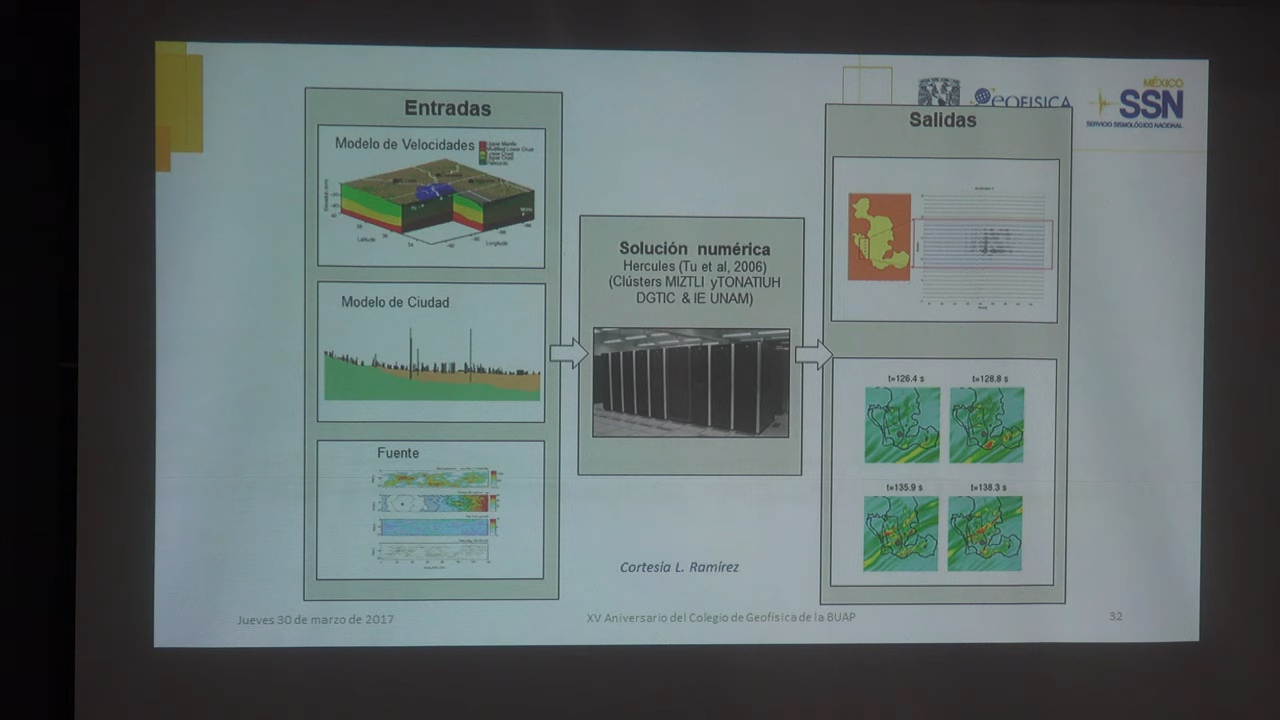 MÉXICO
SSN
SERVICIO SISMOLÓGICO NACIONAL
GEOFISICA
Entradas
Modelo de Velocidades
Latitude
Longitude
Modelo de Ciudad
Fuente
Solución numérica
Hercules (Tu et al, 2006)
(Clústers MIZTLI yTONATIUH
DGTIC & IE UNAM)
Salidas
t=126.4 s
t=128.8 s
t=135.9 s
t=138.3 s
Cortesía L. Ramírez
Jueves 30 de marzo de 2017
XV Aniversario del Colegio de Geofísica de la BUAP
32